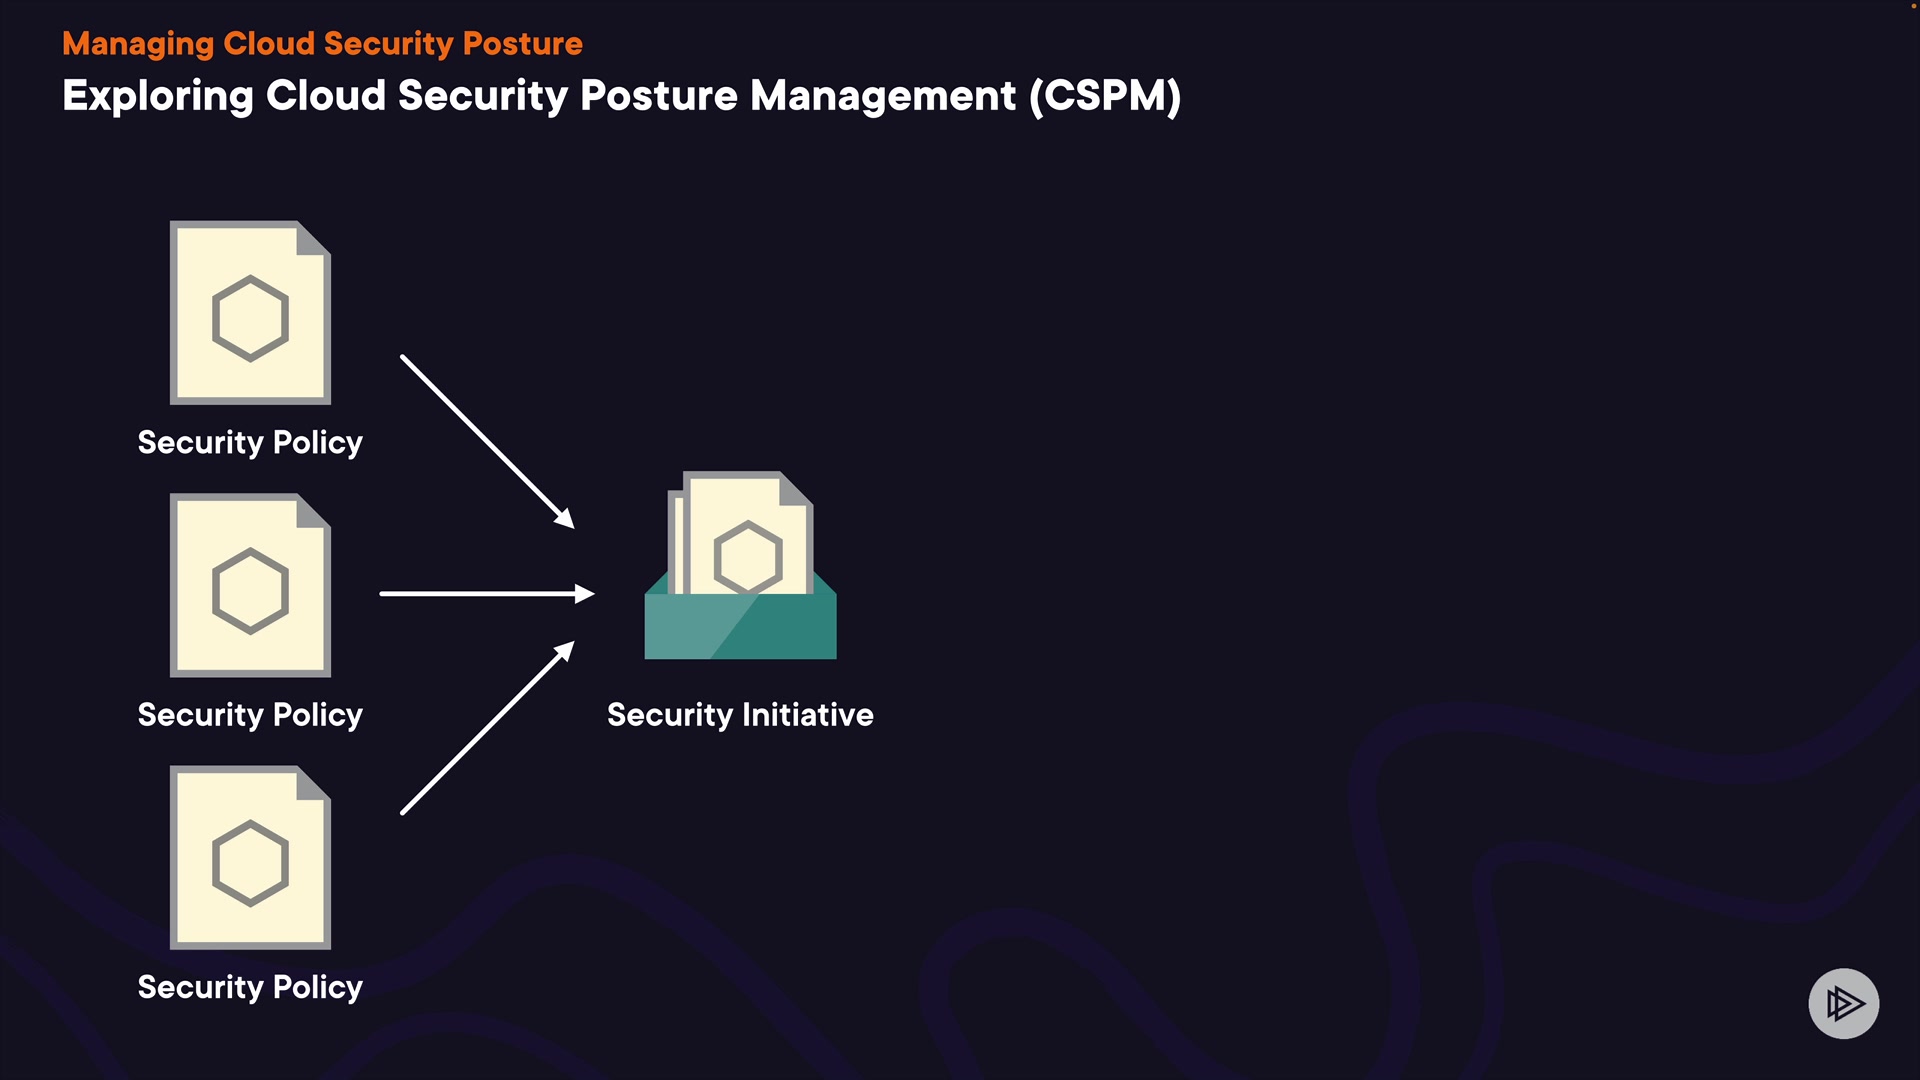 Managing Cloud Security Posture
Exploring Cloud Security Posture Management (CSPM)
Security Policy
Security Policy
Security Initiative
Security Policy